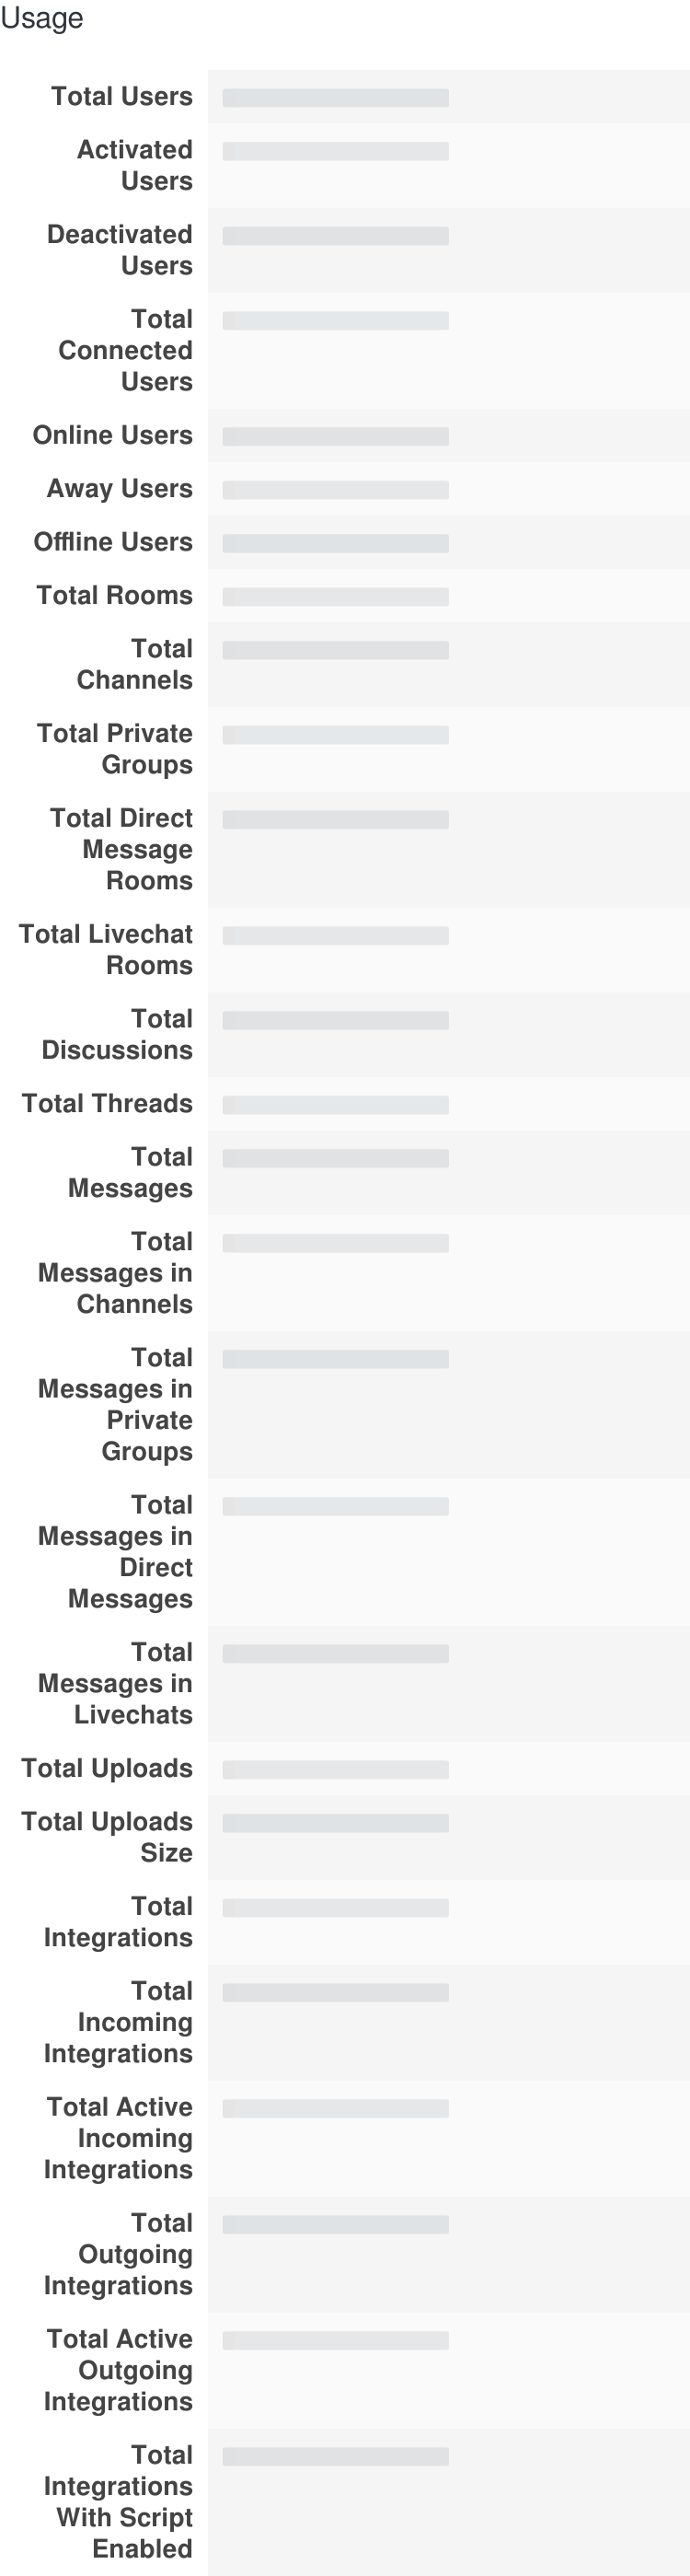 Usage
Total Users
Activated
Users
Deactivated
Users
Total
Connected
Users
Online Users
Away Users
Offline Users
Total Rooms
Total
Channels
Total Private
Groups
Total Direct
Message
Rooms
Total Livechat
Rooms
Total
Discussions
Total Threads
Total
Messages
Total
Messages in
Channels
Total
Messages in
Private
Groups
Total
Messages in
Direct
Messages
Total
Messages in
Livechats
Total Uploads
Total Uploads
Size
Total
Integrations
Total
Incoming
Integrations
Total Active
Incoming
Integrations
Total
Outgoing
Integrations
Total Active
Outgoing
Integrations
Total
Integrations
With Script
Enabled